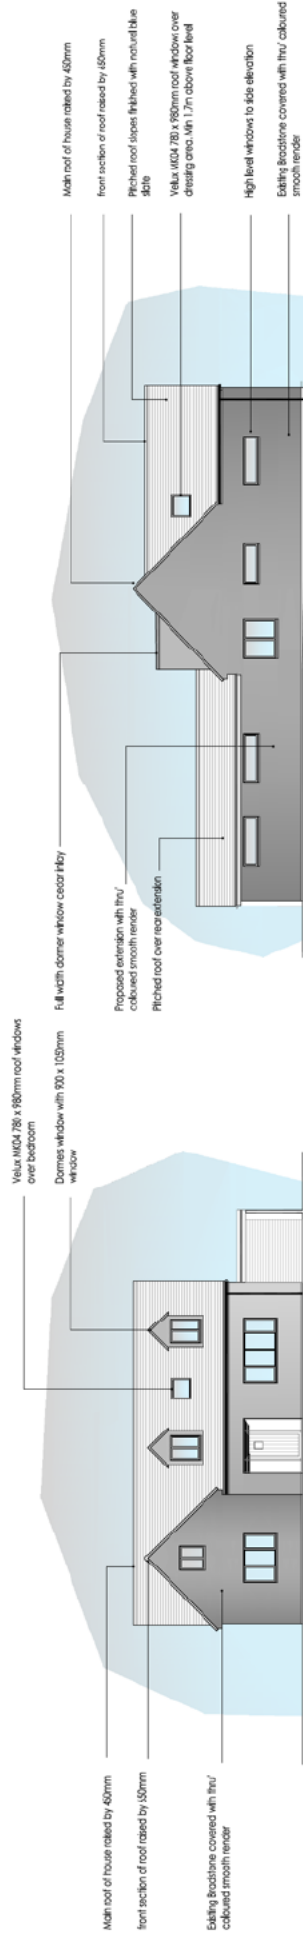 Main roof of house raised by 450mm
front section of roof raised by 650mm
Existing Bradstone covered with thru'
coloured smooth render
Velux MK04 780 x 980mm roof windows
over bedroom
Dormes window with 900 x 1050mm
window
Full width dormer window cedar inlay
Proposed extension with thru'
coloured smooth render
Pitched roof over rear extension
Main roof of house raised by 450mm
front section of roof raised by 650mm
Pitched roof slopes finished with natural blue
slate
Velux MK04 780 x 980mm roof windows over
dressing area. Min 1.7m above floor level
High level windows to side elevation
Existing Bradstone covered with thru' coloured
smooth render